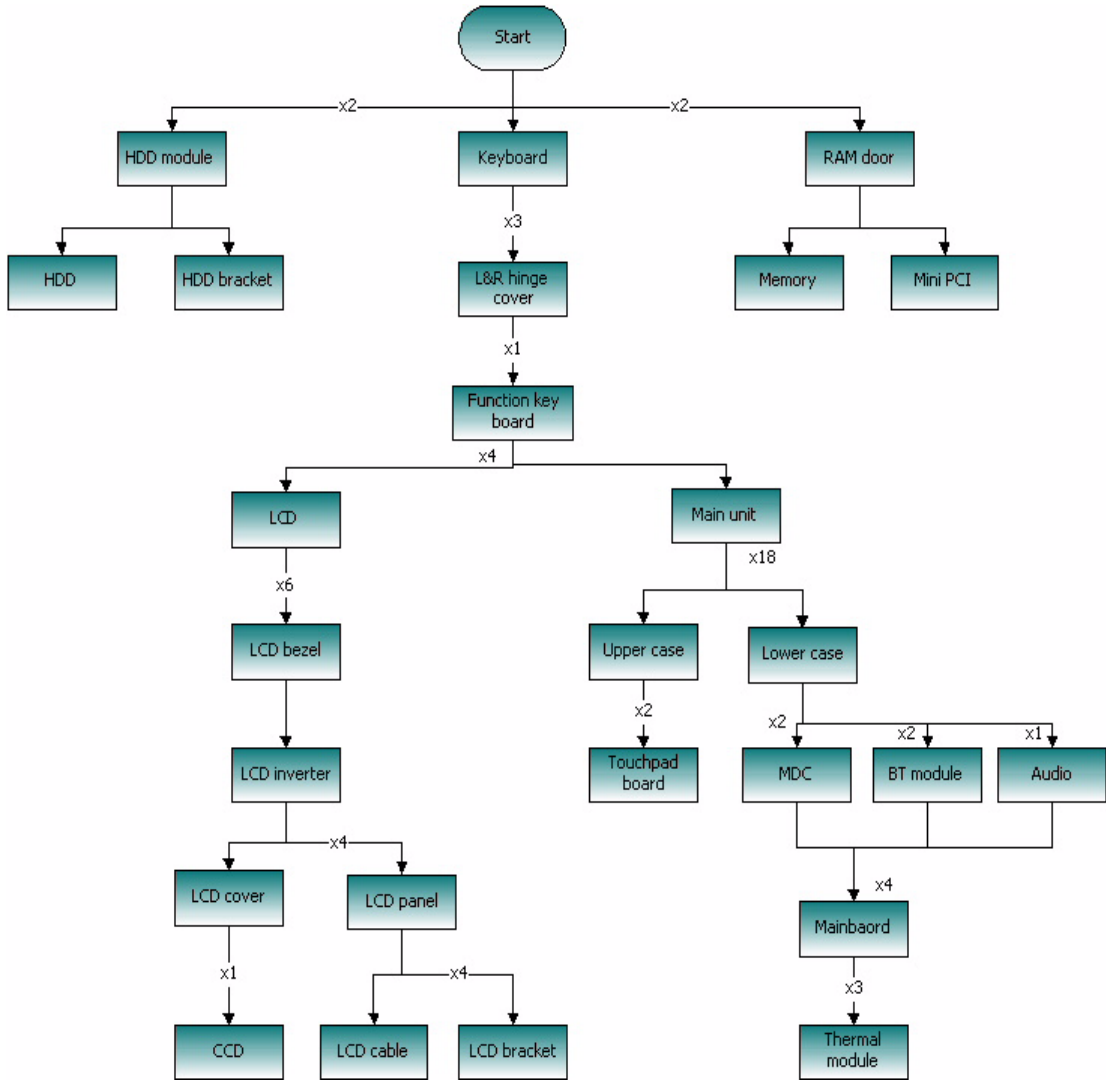 Start
x2
x2
HDD module
Keyboard
RAM door
x3
HDD
HDD bracket
L&R hinge
cover
Memory
Mini PCI
x1
Function key
board
x4
LCD
Main unit
x6
x18
LCD bezel
Upper case
Lower case
x2
x2
x2
x1
LCD inverter
Touchpad
board
MDC
BT module
Audio
x4
LCD cover
LCD panel
x4
Mainbaord
x1
x4
x3
CCD
LCD cable
LCD bracket
Thermal
module